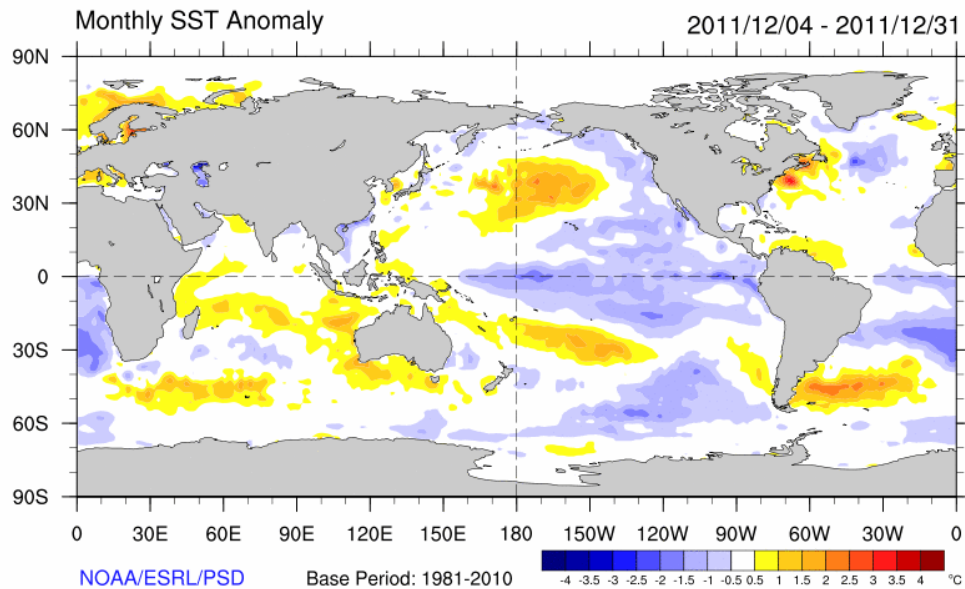 Monthly SST Anomaly 2011/12/04 - 2011/12/31
90N
60N
30N
0
30S
60S
90S
0 30E 60E 90E 120E 150E 180 150W 120W 90W 60W 30W 0
NOAA/ESRL/PSD Base Period: 1981-2010
-4 -3.5 -3 -2.5 -2 -1.5 -1 -0.5 0.5 1 1.5 2 2.5 3 3.5 4 °C